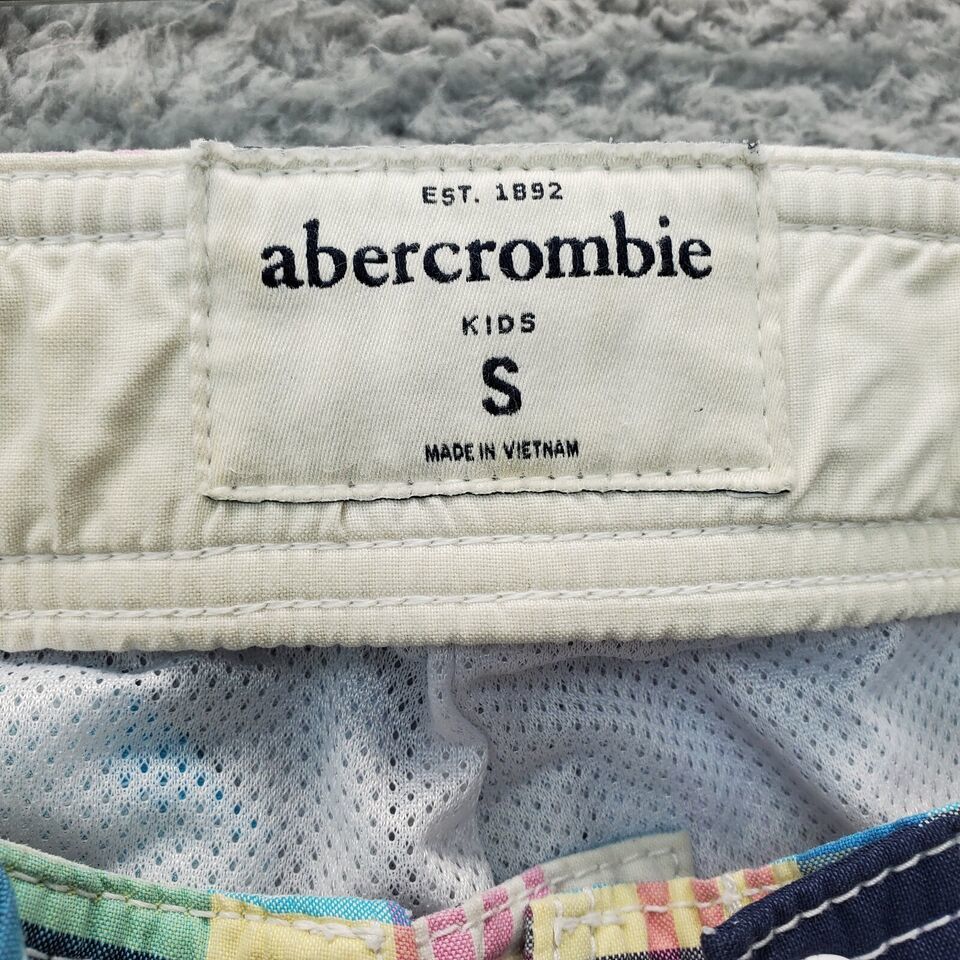 EST. 1892
abercrombie
KIDS
S
MADE IN VIETNAM